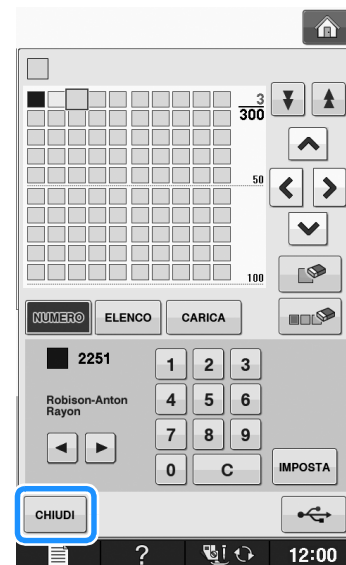 3
300
50
100
NUMERO ELENCO CARICA
2251
Robison-Anton
Rayon
1 2 3
4 5 6
7 8 9
0 C
IMPOSTA
CHIUDI
? 12:00